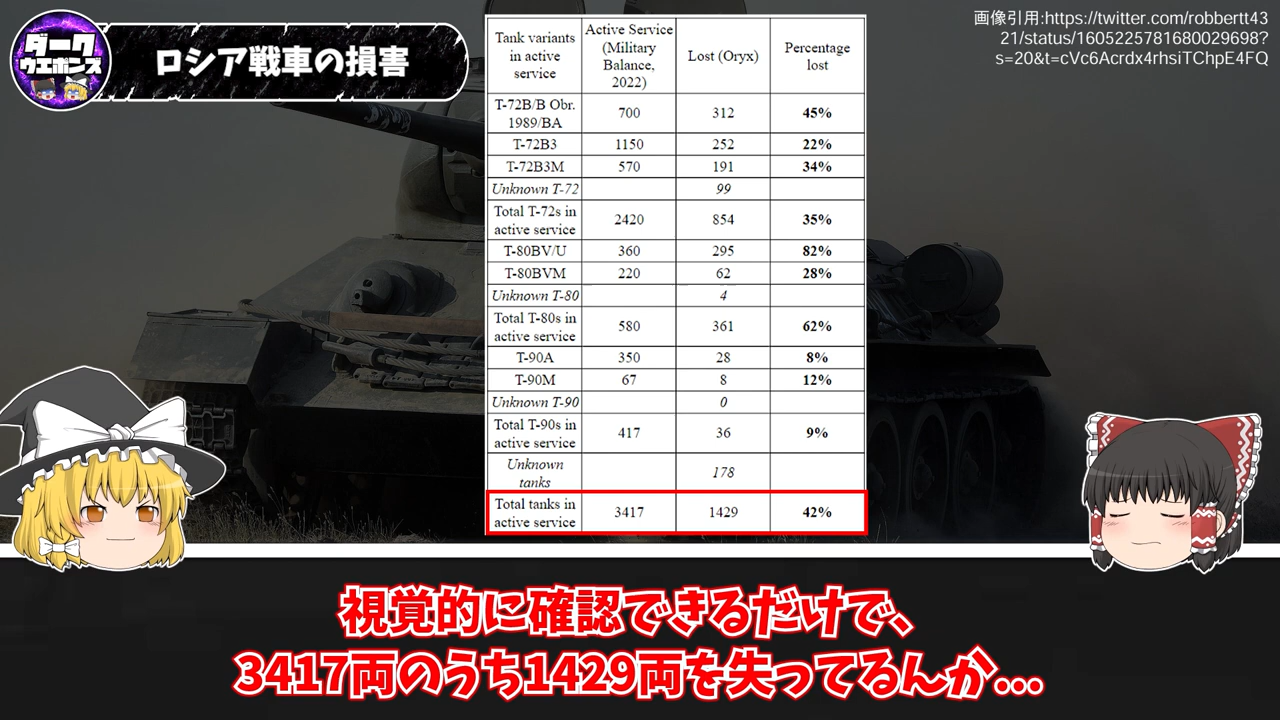 ダーク
ウエポンズ
ロシア戦車の損害
画像引用:https://twitter.com/robbertt43
21/status/1605225781680029698?
s=20&t=cVc6Acrdx4rhsiTChpE4FQ
Tank variants in active service | Active Service (Military Balance, 2022) | Lost (Oryx) | Percentage lost
T-72B/B Obr. 1989/BA | 700 | 312 | 45%
T-72B3 | 1150 | 252 | 22%
T-72B3M | 570 | 191 | 34%
Unknown T-72 | | 99 |
Total T-72s in active service | 2420 | 854 | 35%
T-80BV/U | 360 | 295 | 82%
T-80BVM | 220 | 62 | 28%
Unknown T-80 | | 4 |
Total T-80s in active service | 580 | 361 | 62%
T-90A | 350 | 28 | 8%
T-90M | 67 | 8 | 12%
Unknown T-90 | | 0 |
Total T-90s in active service | 417 | 36 | 9%
Unknown tanks | | 178 |
Total tanks in active service | 3417 | 1429 | 42%
視覚的に確認できるだけで、
3417両のうち1429両を失ってるんか…